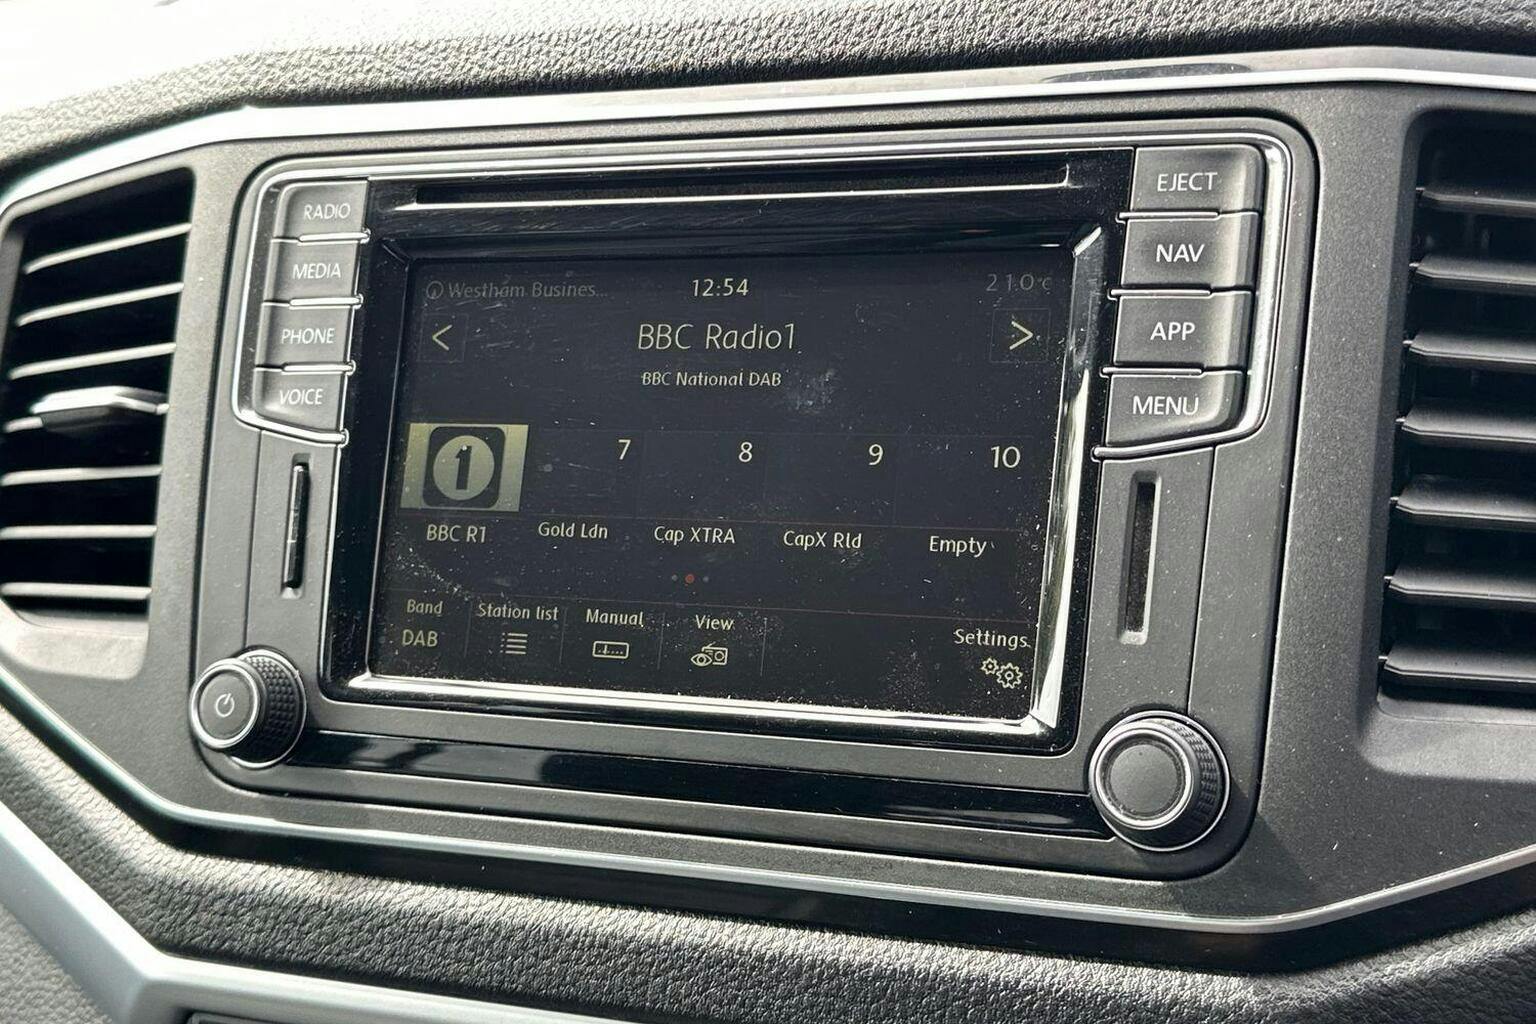 RADIO
MEDIA
PHONE
VOICE
EJECT
NAV
APP
MENU
Westham Busines... 12:54 21.0°C
< BBC Radio1 >
BBC National DAB
1 7 8 9 10
BBC R1 Gold Ldn Cap XTRA CapX Rld Empty
Band Station list Manual View Settings
DAB